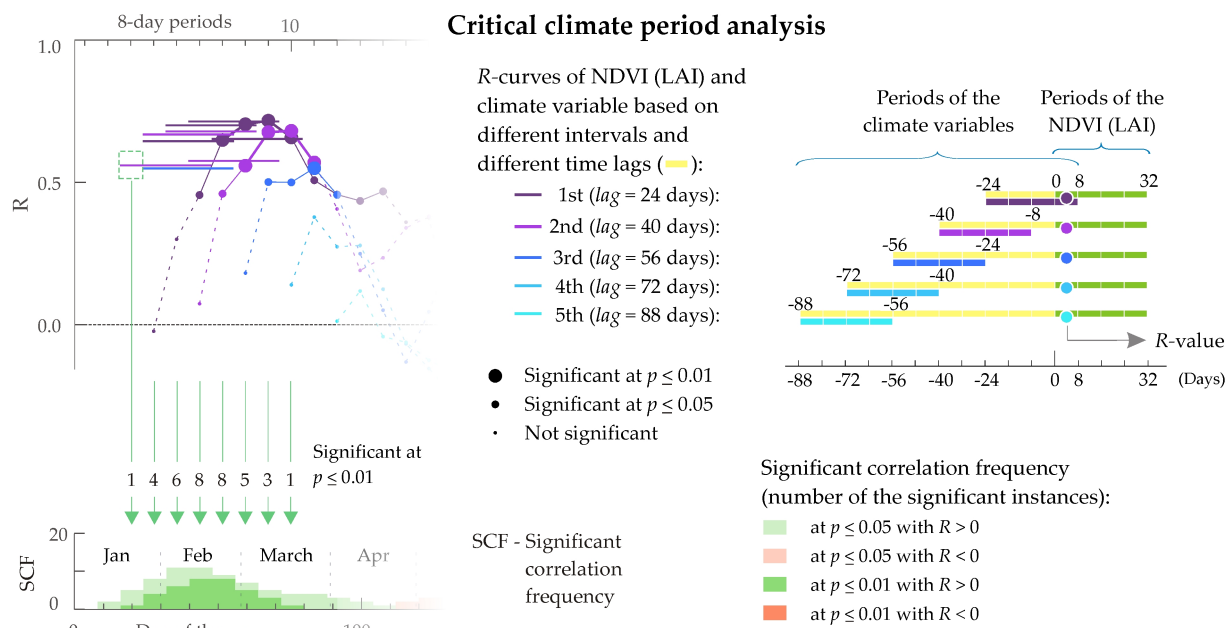 Critical climate period analysis
8-day periods
10
1.0
0.5
0.0
R
R-curves of NDVI (LAI) and
climate variable based on
different intervals and
different time lags ( ):
1st (lag = 24 days):
2nd (lag = 40 days):
3rd (lag = 56 days):
4th (lag = 72 days):
5th (lag = 88 days):
Significant at p ≤ 0.01
Significant at p ≤ 0.05
Not significant
Periods of the
climate variables
Periods of the
NDVI (LAI)
-24 0 8 32
-40 -8
-56 -24
-72 -40
-88 -56
R-value
-88 -72 -56 -40 -24 0 8 32 (Days)
Significant at
p ≤ 0.01
1 4 6 8 8 5 3 1
20
0
SCF
Jan Feb March Apr
SCF - Significant
correlation
frequency
Significant correlation frequency
(number of the significant instances):
at p ≤ 0.05 with R > 0
at p ≤ 0.05 with R < 0
at p ≤ 0.01 with R > 0
at p ≤ 0.01 with R < 0